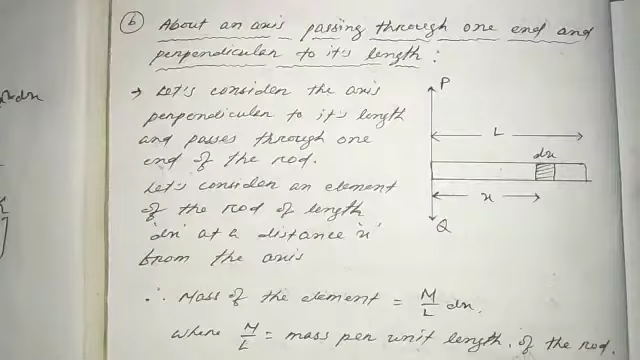 (b) About an axis passing through one end and
perpendicular to it's length :
→ Let's consider the axis
perpendicular to it's length
and passes through one
end of the rod.
Let's consider an element
of the rod of length
'dx' at a distance 'x'
from the axis
P
L
dx
x
Q
∴ Mass of the element = M/L dx.
where M/L = mass per unit length of the rod.